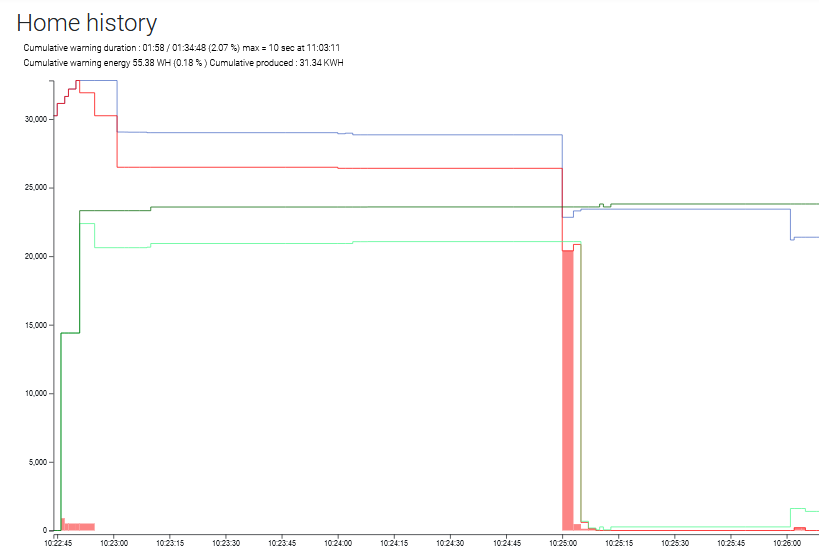 Home history
Cumulative warning duration : 01:58 / 01:34:48 (2.07 %) max = 10 sec at 11:03:11
Cumulative warning energy 55.38 WH (0.18 % ) Cumulative produced : 31.34 KWH
30,000
25,000
20,000
15,000
10,000
5,000
0
10:22:45 10:23:00 10:23:15 10:23:30 10:23:45 10:24:00 10:24:15 10:24:30 10:24:45 10:25:00 10:25:15 10:25:30 10:25:45 10:26:00